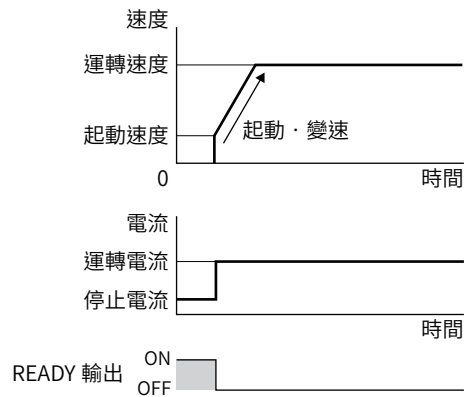 速度
運轉速度
起動速度
起動・變速
0
時間
電流
運轉電流
停止電流
時間
READY 輸出
ON
OFF